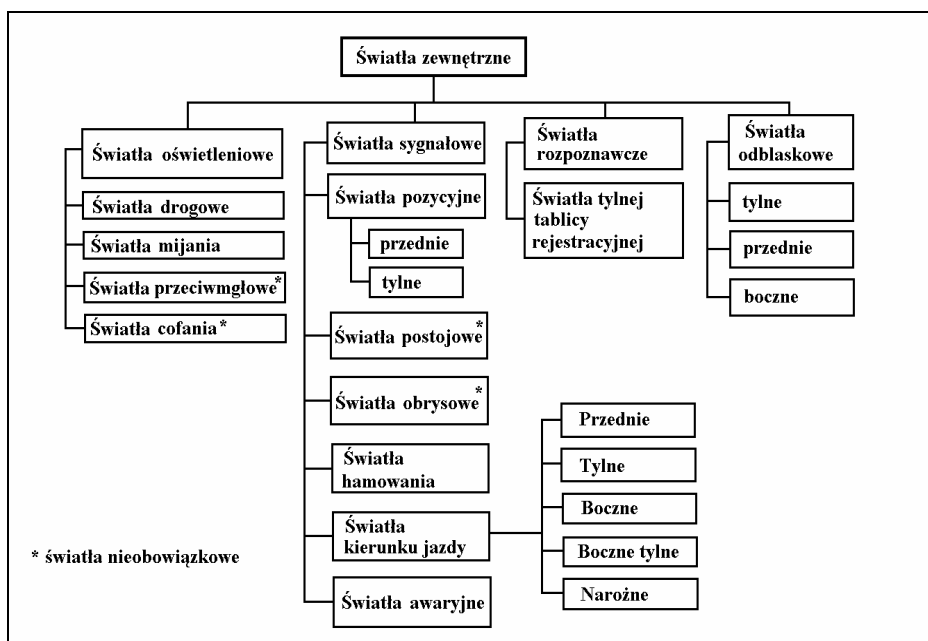 Światła zewnętrzne
Światła oświetleniowe
Światła drogowe
Światła mijania
Światła przeciwmgłowe*
Światła cofania*
Światła sygnałowe
Światła pozycyjne
przednie
tylne
Światła postojowe*
Światła obrysowe*
Światła
hamowania
Światła
kierunku jazdy
Światła awaryjne
Przednie
Tylne
Boczne
Boczne tylne
Narożne
Światła
rozpoznawcze
Światła tylnej
tablicy
rejestracyjnej
Światła
odblaskowe
tylne
przednie
boczne
* światła nieobowiązkowe